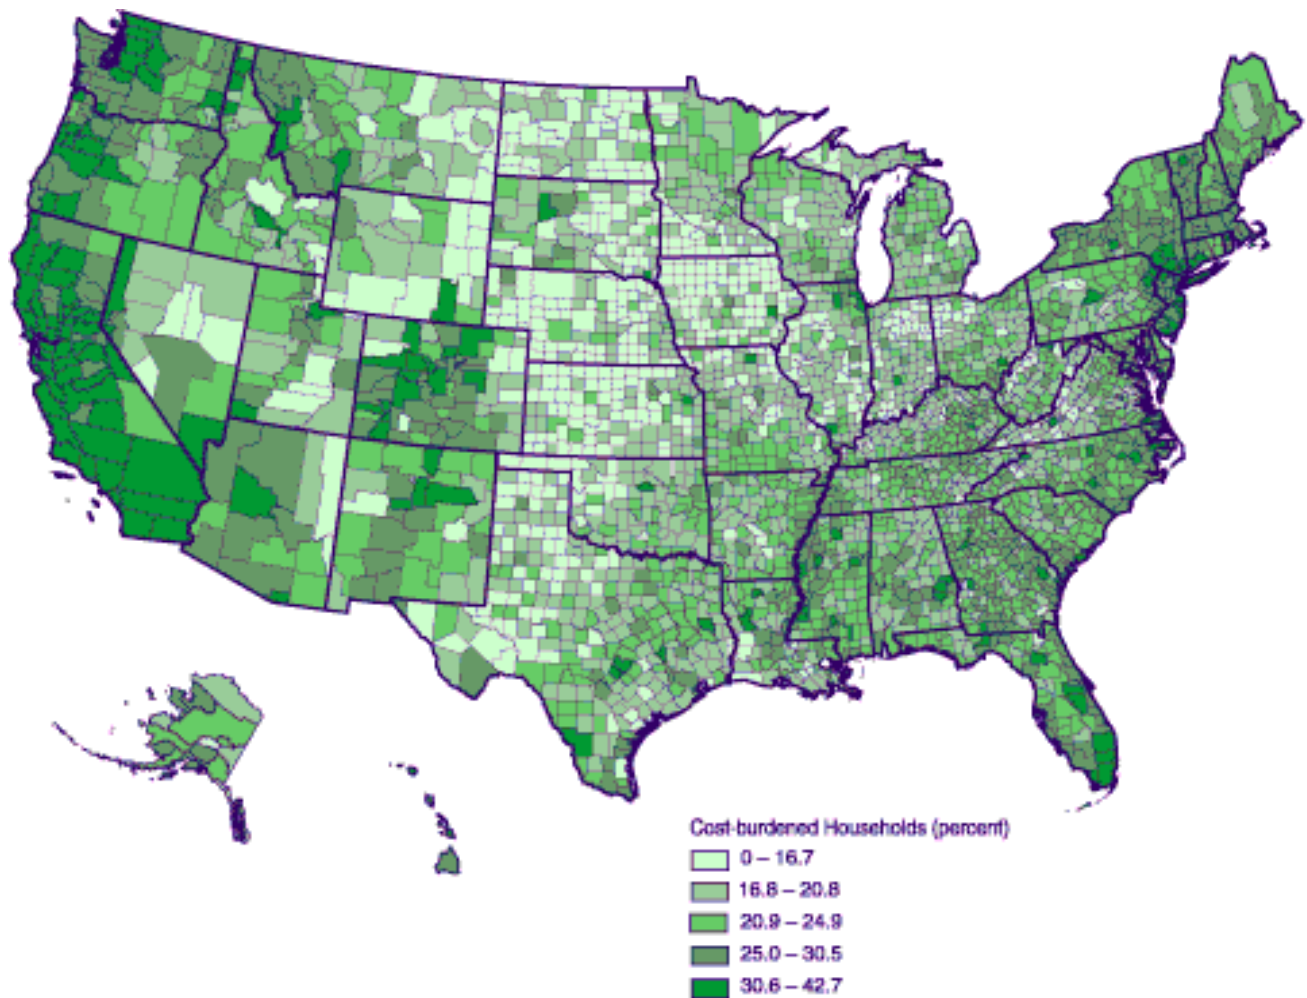 Cost-burdened Households (percent)
0 – 16.7
16.8 – 20.8
20.9 – 24.9
25.0 – 30.5
30.6 – 42.7